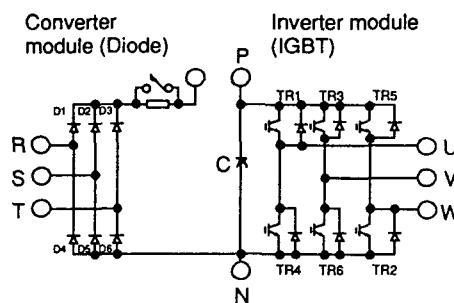 Converter
module (Diode)
Inverter module
(IGBT)
P
D1 D2 D3
TR1 TR3 TR5
R
U
S
C
V
T
W
D4 D5 D6
TR4 TR6 TR2
N